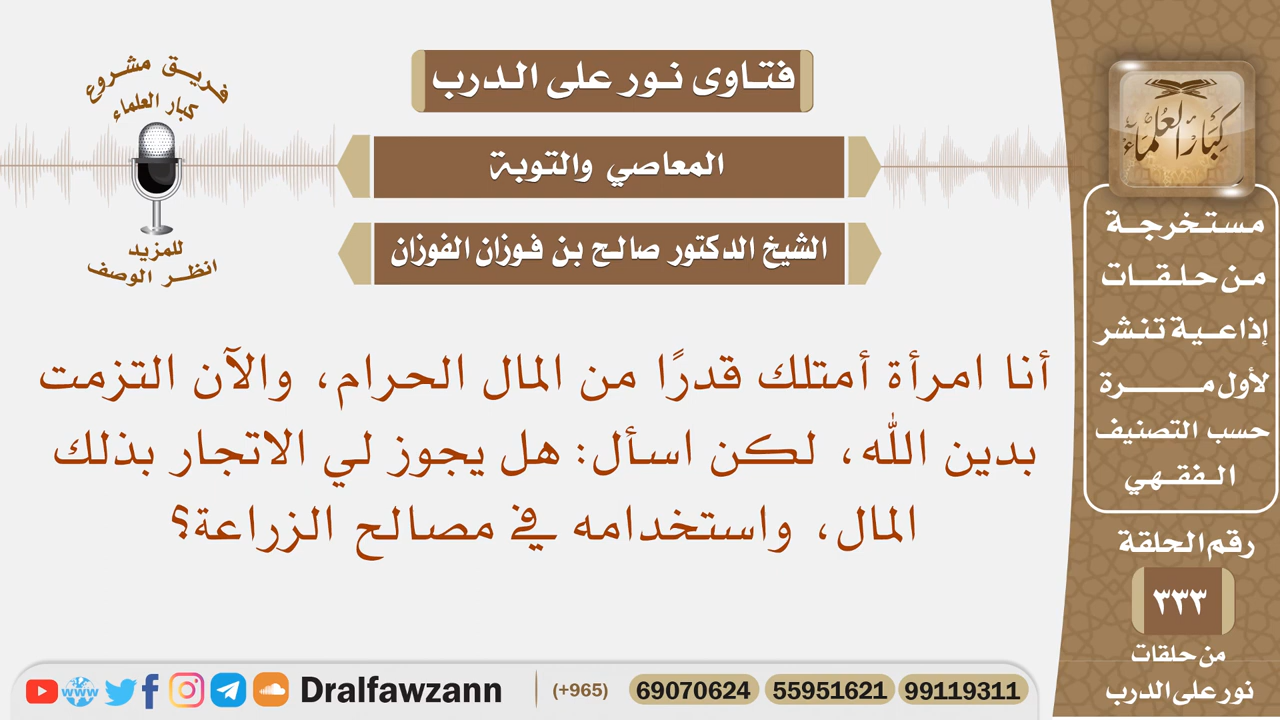 فتاوى نور على الدرب
المعاصي والتوبة
الشيخ الدكتور صالح بن فوزان الفوزان
فريق مشروع
كبار العلماء
للمزيد
انظر الوصف
أنا امرأة أمتلك قدرًا من المال الحرام، والآن التزمت
بدين الله، لكن اسأل: هل يجوز لي الاتجار بذلك
المال، واستخدامه في مصالح الزراعة؟
كبار العلماء
مستخرجة
من حلقات
إذاعية تنشر
لأول مرة
حسب التصنيف
الفقهي
رقم الحلقة
٣٣٣
من حلقات
نور على الدرب
www Dralfawzann (+965) 69070624 55951621 99119311